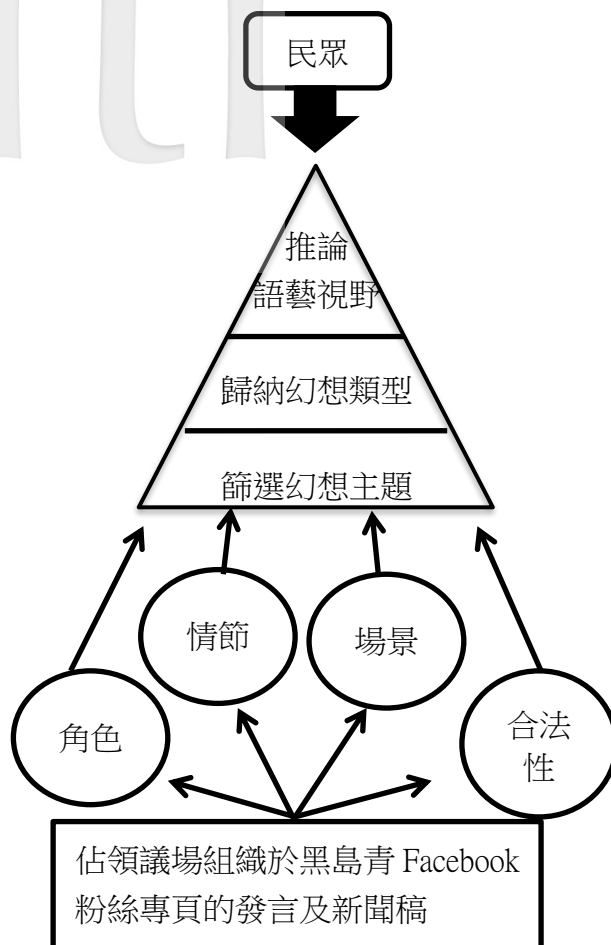 民眾
推論
語藝視野
歸納幻想類型
篩選幻想主題
情節
場景
角色
合法
性
佔領議場組織於黑島青 Facebook
粉絲專頁的發言及新聞稿